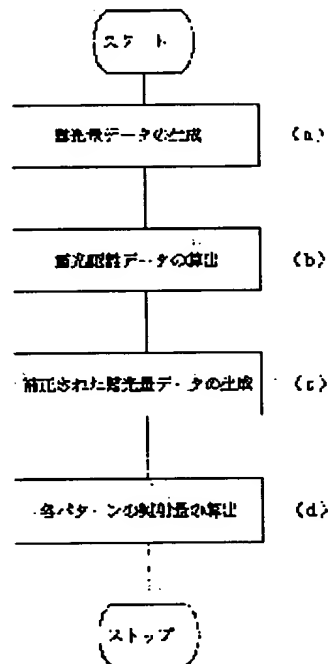 スタート
露光量データの生成
(a)
露光 データの算出
(b)
補正された露光量データの生成
(c)
各パターンの照射量の算出
(d)
ストップ